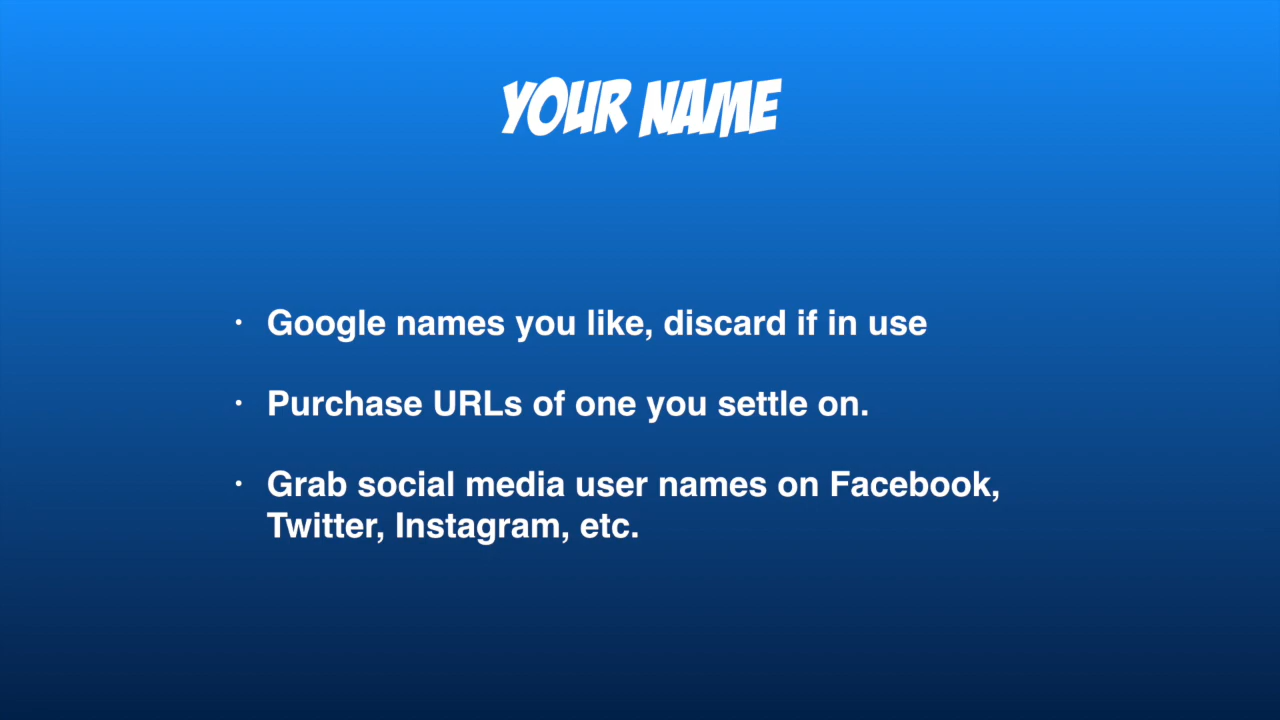 YOUR NAME
• Google names you like, discard if in use
• Purchase URLs of one you settle on.
• Grab social media user names on Facebook,
Twitter, Instagram, etc.